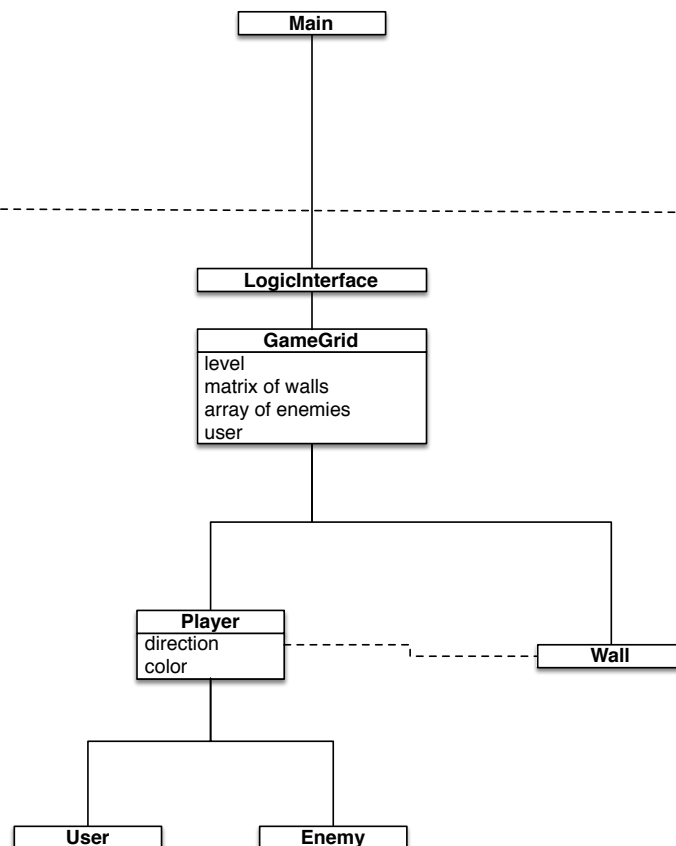 Main
LogicInterface
GameGrid
level
matrix of walls
array of enemies
user
Player
direction
color
Wall
User
Enemy